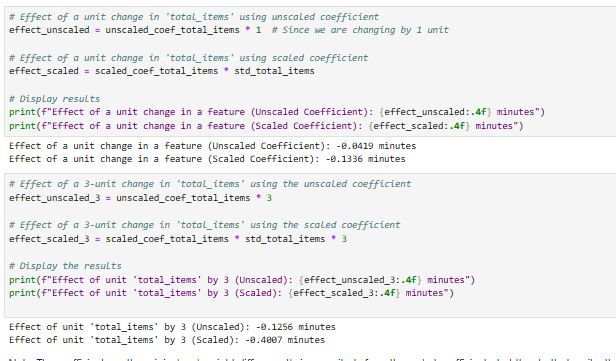 # Effect of a unit change in 'total_items' using unscaled coefficient
effect_unscaled = unscaled_coef_total_items * 1  # Since we are changing by 1 unit
# Effect of a unit change in 'total_items' using scaled coefficient
effect_scaled = scaled_coef_total_items * std_total_items
# Display results
print(f"Effect of a unit change in a feature (Unscaled Coefficient): {effect_unscaled:.4f} minutes")
print(f"Effect of a unit change in a feature (Scaled Coefficient): {effect_scaled:.4f} minutes")
Effect of a unit change in a feature (Unscaled Coefficient): -0.0419 minutes
Effect of a unit change in a feature (Scaled Coefficient): -0.1336 minutes
# Effect of a 3-unit change in 'total_items' using the unscaled coefficient
effect_unscaled_3 = unscaled_coef_total_items * 3
# Effect of a 3-unit change in 'total_items' using the scaled coefficient
effect_scaled_3 = scaled_coef_total_items * std_total_items * 3
# Display the results
print(f"Effect of unit 'total_items' by 3 (Unscaled): {effect_unscaled_3:.4f} minutes")
print(f"Effect of unit 'total_items' by 3 (Scaled): {effect_scaled_3:.4f} minutes")
Effect of unit 'total_items' by 3 (Unscaled): -0.1256 minutes
Effect of unit 'total_items' by 3 (Scaled): -0.4007 minutes